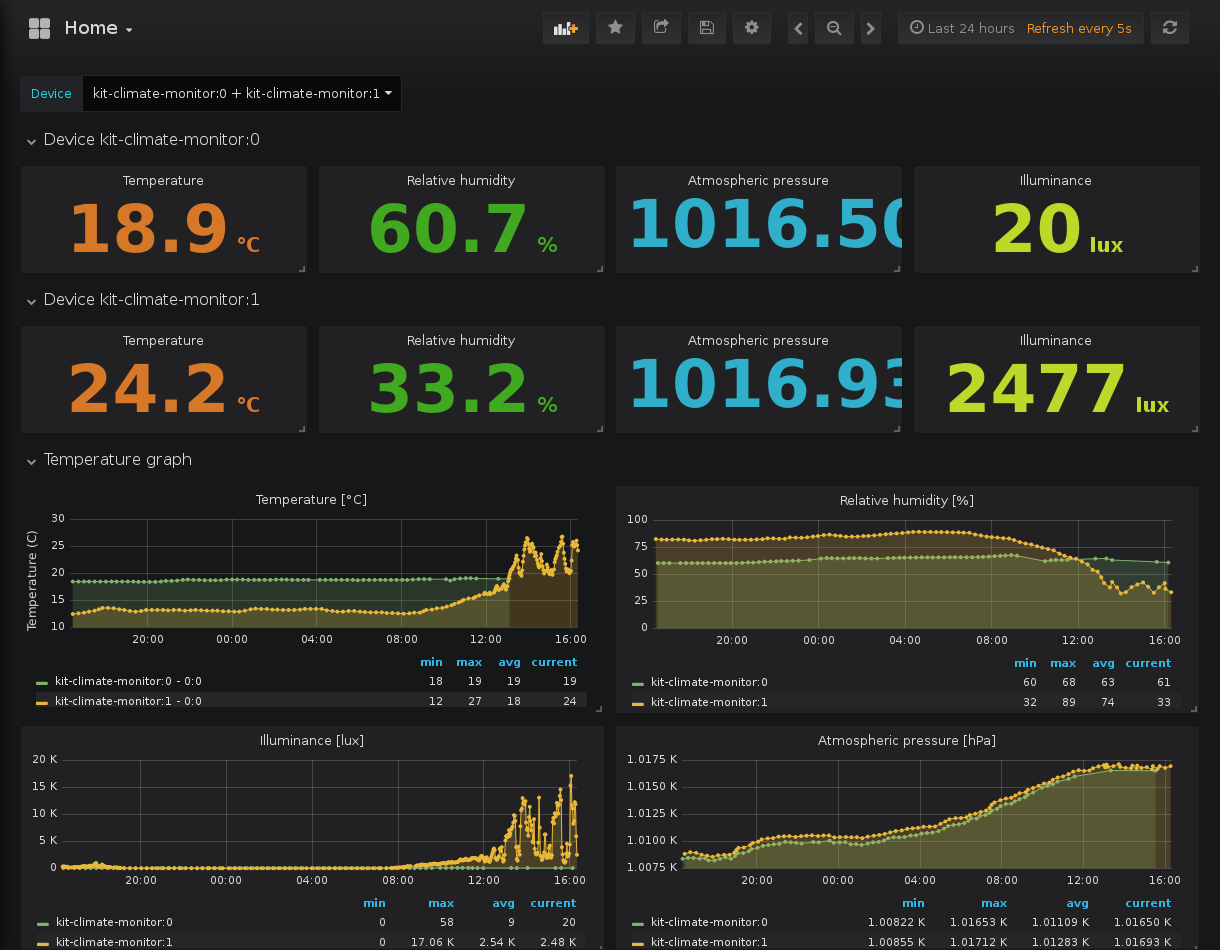 Home
Last 24 hours Refresh every 5s
Device kit-climate-monitor:0 + kit-climate-monitor:1
Device kit-climate-monitor:0
Temperature Relative humidity Atmospheric pressure Illuminance
18.9 °C 60.7 % 1016.50 20 lux
Device kit-climate-monitor:1
Temperature Relative humidity Atmospheric pressure Illuminance
24.2 °C 33.2 % 1016.93 2477 lux
Temperature graph
Temperature [°C]
Temperature (C)
30
25
20
15
10
20:00 00:00 04:00 08:00 12:00 16:00
min max avg current
kit-climate-monitor:0 - 0:0 18 19 19 19
kit-climate-monitor:1 - 0:0 12 27 18 24
Relative humidity [%]
100
75
50
25
0
20:00 00:00 04:00 08:00 12:00 16:00
min max avg current
kit-climate-monitor:0 60 68 63 61
kit-climate-monitor:1 32 89 74 33
Illuminance [lux]
20 K
15 K
10 K
5 K
0
20:00 00:00 04:00 08:00 12:00 16:00
min max avg current
kit-climate-monitor:0 0 58 9 20
kit-climate-monitor:1 0 17.06 K 2.54 K 2.48 K
Atmospheric pressure [hPa]
1.0175 K
1.0150 K
1.0125 K
1.0100 K
1.0075 K
20:00 00:00 04:00 08:00 12:00 16:00
min max avg current
kit-climate-monitor:0 1.00822 K 1.01653 K 1.01109 K 1.01650 K
kit-climate-monitor:1 1.00855 K 1.01712 K 1.01283 K 1.01693 K